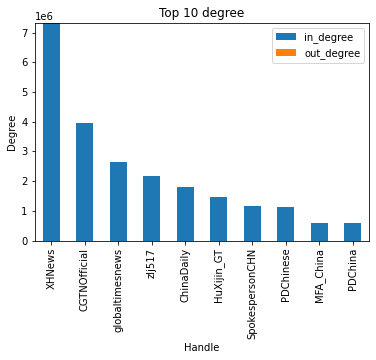 Top 10 degree
1e6
7
6
5
4
3
2
1
0
Degree
in_degree
out_degree
XHNews
CGTNOfficial
globaltimesnews
zlj517
ChinaDaily
HuXijin_GT
SpokespersonCHN
PDChinese
MFA_China
PDChina
Handle